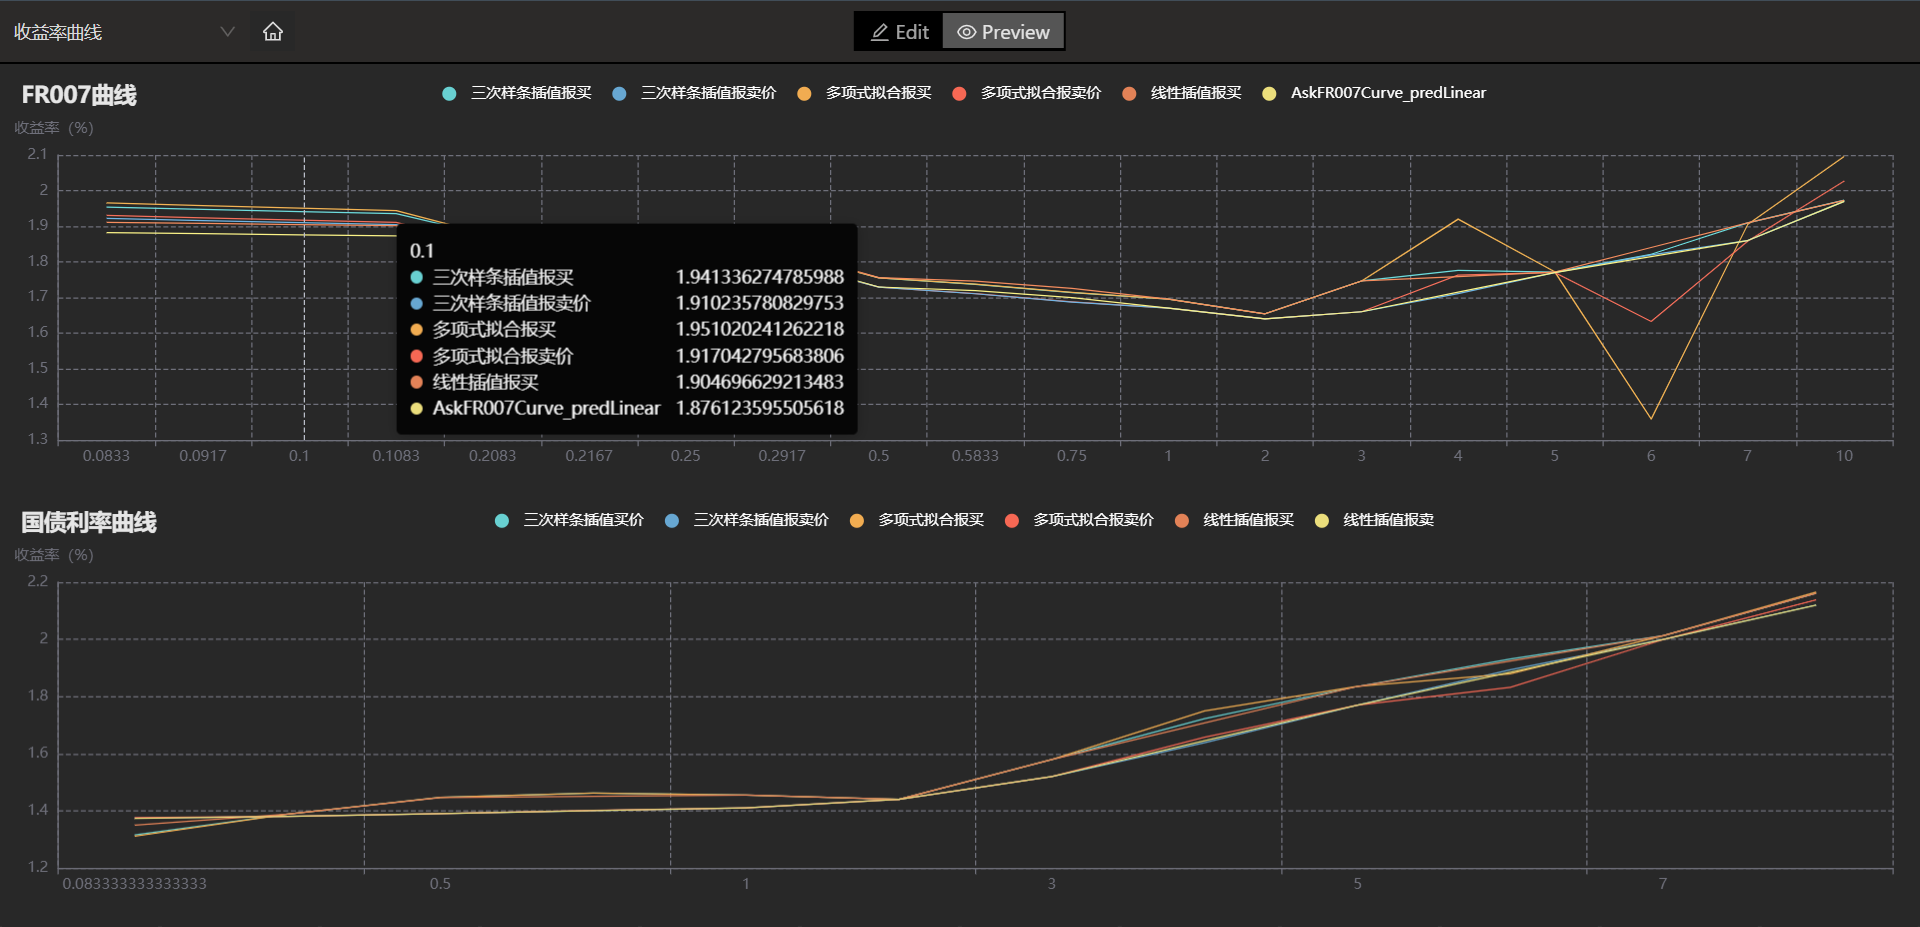 收益率曲线
Edit Preview
FR007曲线
三次样条插值报买 三次样条插值报卖价 多项式拟合报买 多项式拟合报卖价 线性插值报买 AskFR007Curve_predLinear
收益率（%）
2.1
2
1.9
1.8
1.7
1.6
1.5
1.4
1.3
0.1
三次样条插值报买 1.941336274785988
三次样条插值报卖价 1.910235780829753
多项式拟合报买 1.951020241262218
多项式拟合报卖价 1.917042795683806
线性插值报买 1.904696629213483
AskFR007Curve_predLinear 1.876123595505618
0.0833 0.0917 0.1 0.1083 0.2083 0.2167 0.25 0.2917 0.5 0.5833 0.75 1 2 3 4 5 6 7 10
国债利率曲线
三次样条插值买价 三次样条插值报卖价 多项式拟合报买 多项式拟合报卖价 线性插值报买 线性插值报卖
收益率（%）
2.2
2
1.8
1.6
1.4
1.2
0.083333333333333 0.5 1 3 5 7